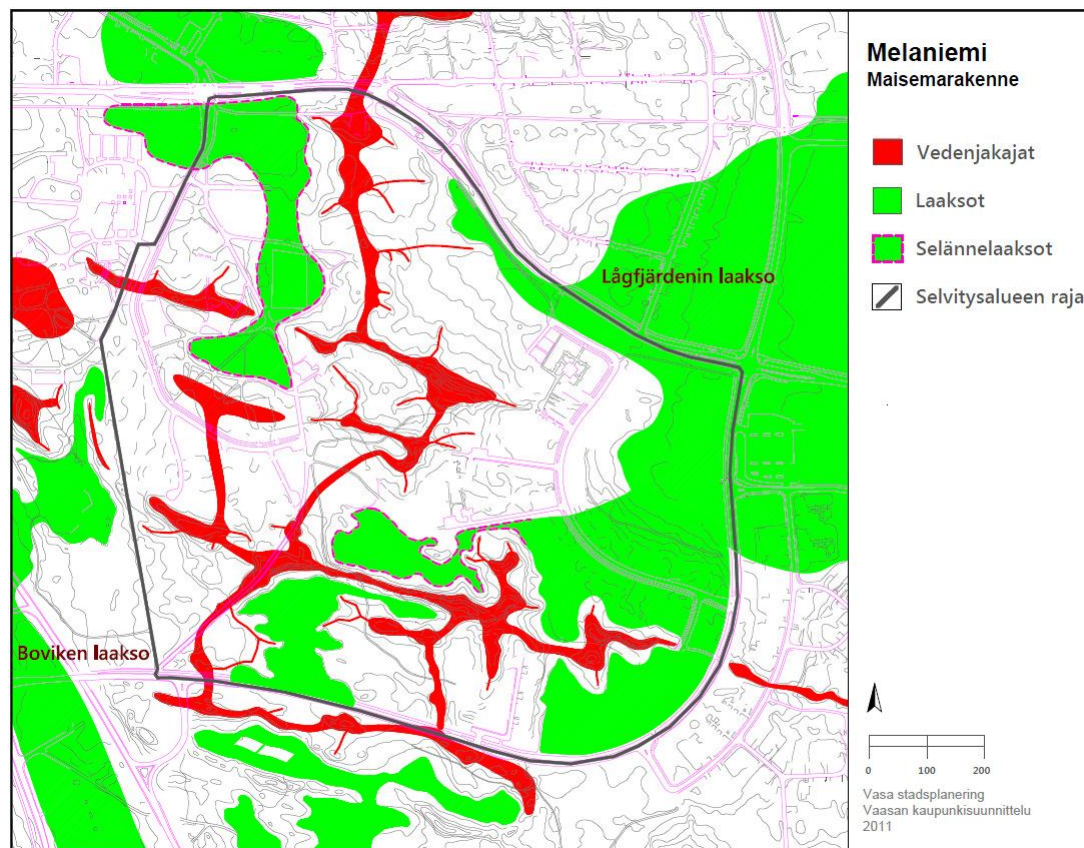 Melaniemi
Maisemarakenne
Vedenjakajat
Laaksot
Selännelaaksot
Selvitysalueen raja
Lågfjärdenin laakso
Boviken laakso
0 100 200
Vasa stadsplanering
Vaasan kaupunkisuunnittelu
2011